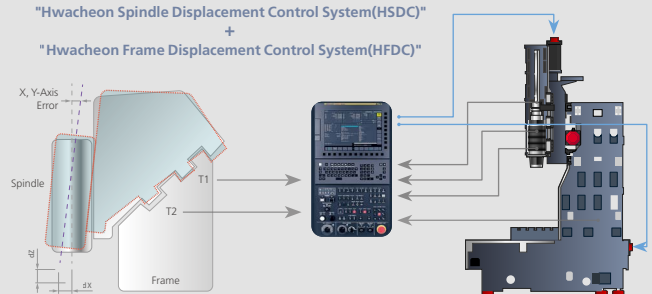 "Hwacheon Spindle Displacement Control System(HSDC)"
+
"Hwacheon Frame Displacement Control System(HFDC)"
X, Y-Axis
Error
Spindle
T1
T2
dZ
dX
Frame